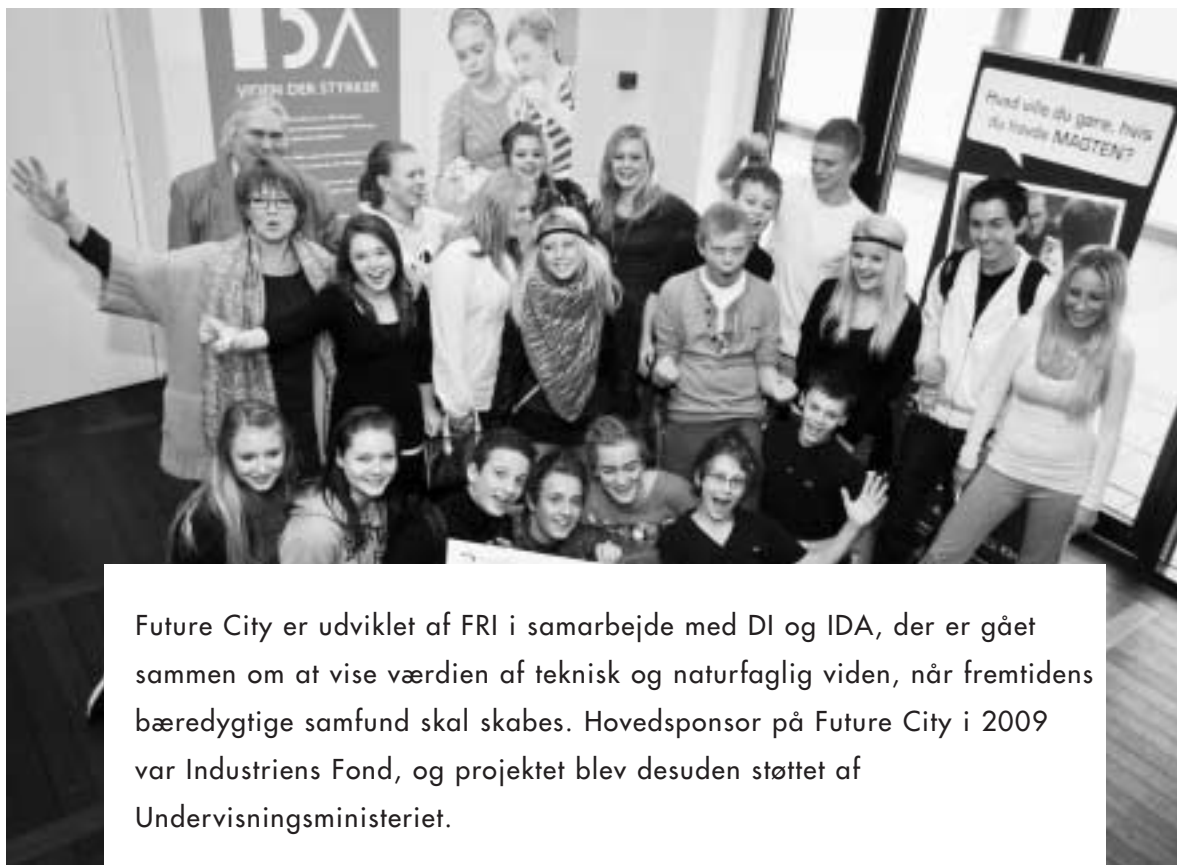 IDA
VIDEN DER STYRKER
Hvad ville du gøre, hvis
du havde MAGTEN?
Future City er udviklet af FRI i samarbejde med DI og IDA, der er gået
sammen om at vise værdien af teknisk og naturfaglig viden, når fremtidens
bæredygtige samfund skal skabes. Hovedsponsor på Future City i 2009
var Industriens Fond, og projektet blev desuden støttet af
Undervisningsministeriet.